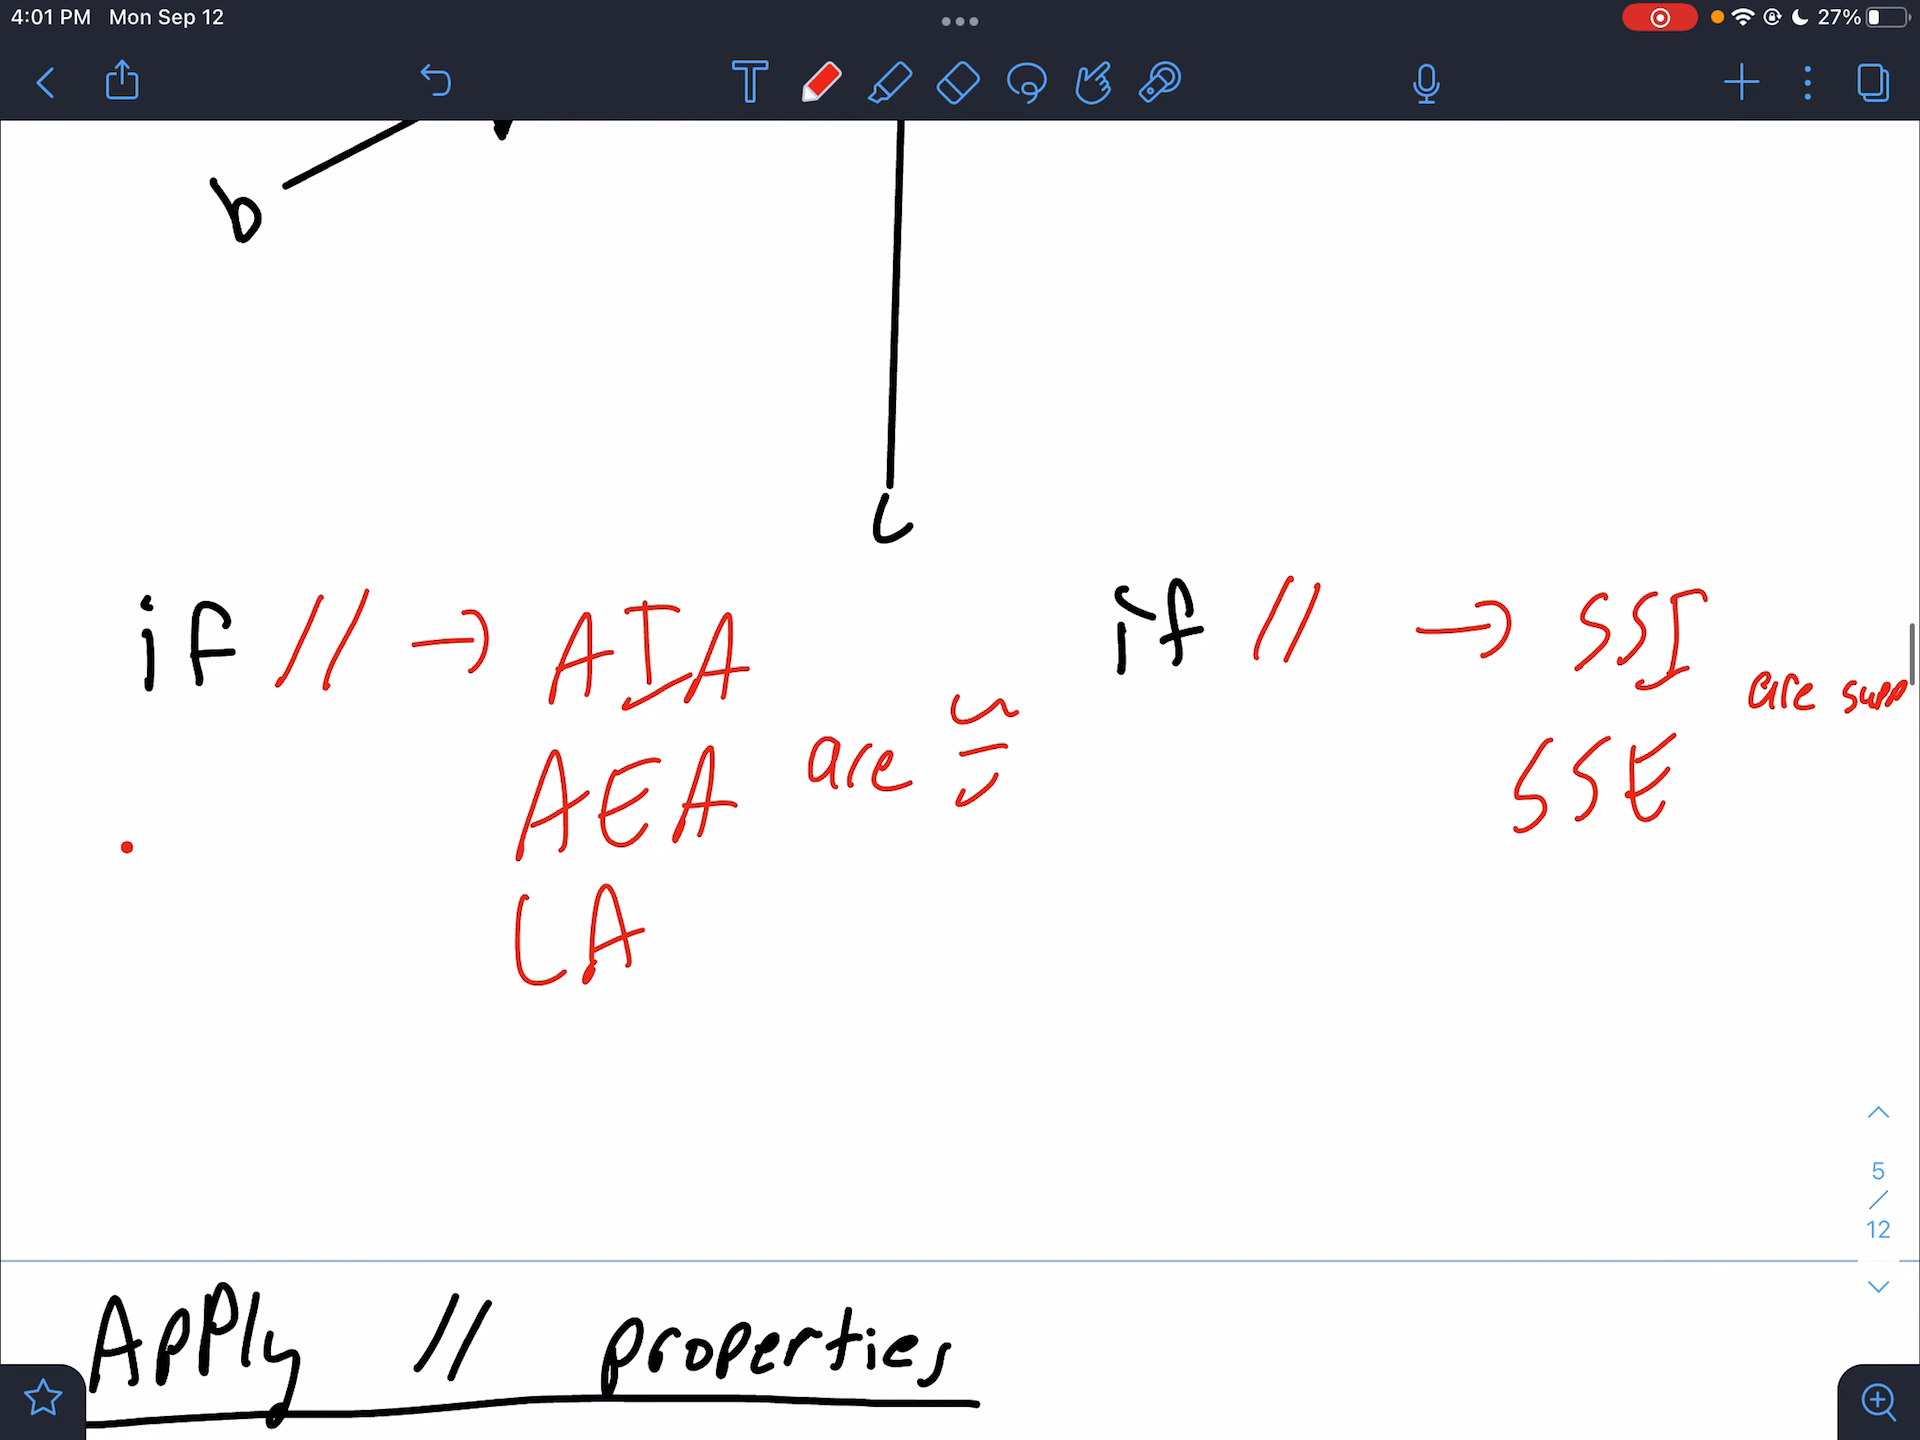 4:01 PM Mon Sep 12
27%
T
b
c
if // → AIA
AEA are ≅
CA
if // → SSI
are supp
SSE
5
/
12
Apply // properties